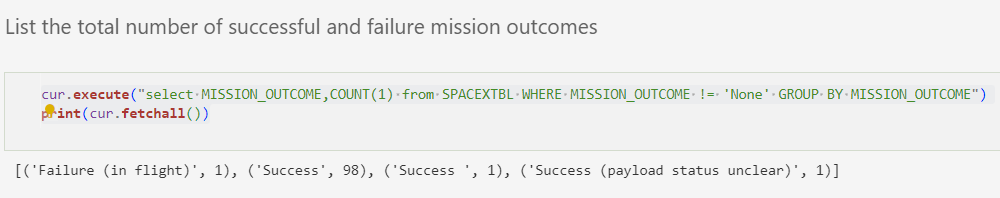 List the total number of successful and failure mission outcomes
cur.execute("select MISSION_OUTCOME,COUNT(1) from SPACEXTBL WHERE MISSION_OUTCOME != 'None' GROUP BY MISSION_OUTCOME")
print(cur.fetchall())
[('Failure (in flight)', 1), ('Success', 98), ('Success ', 1), ('Success (payload status unclear)', 1)]